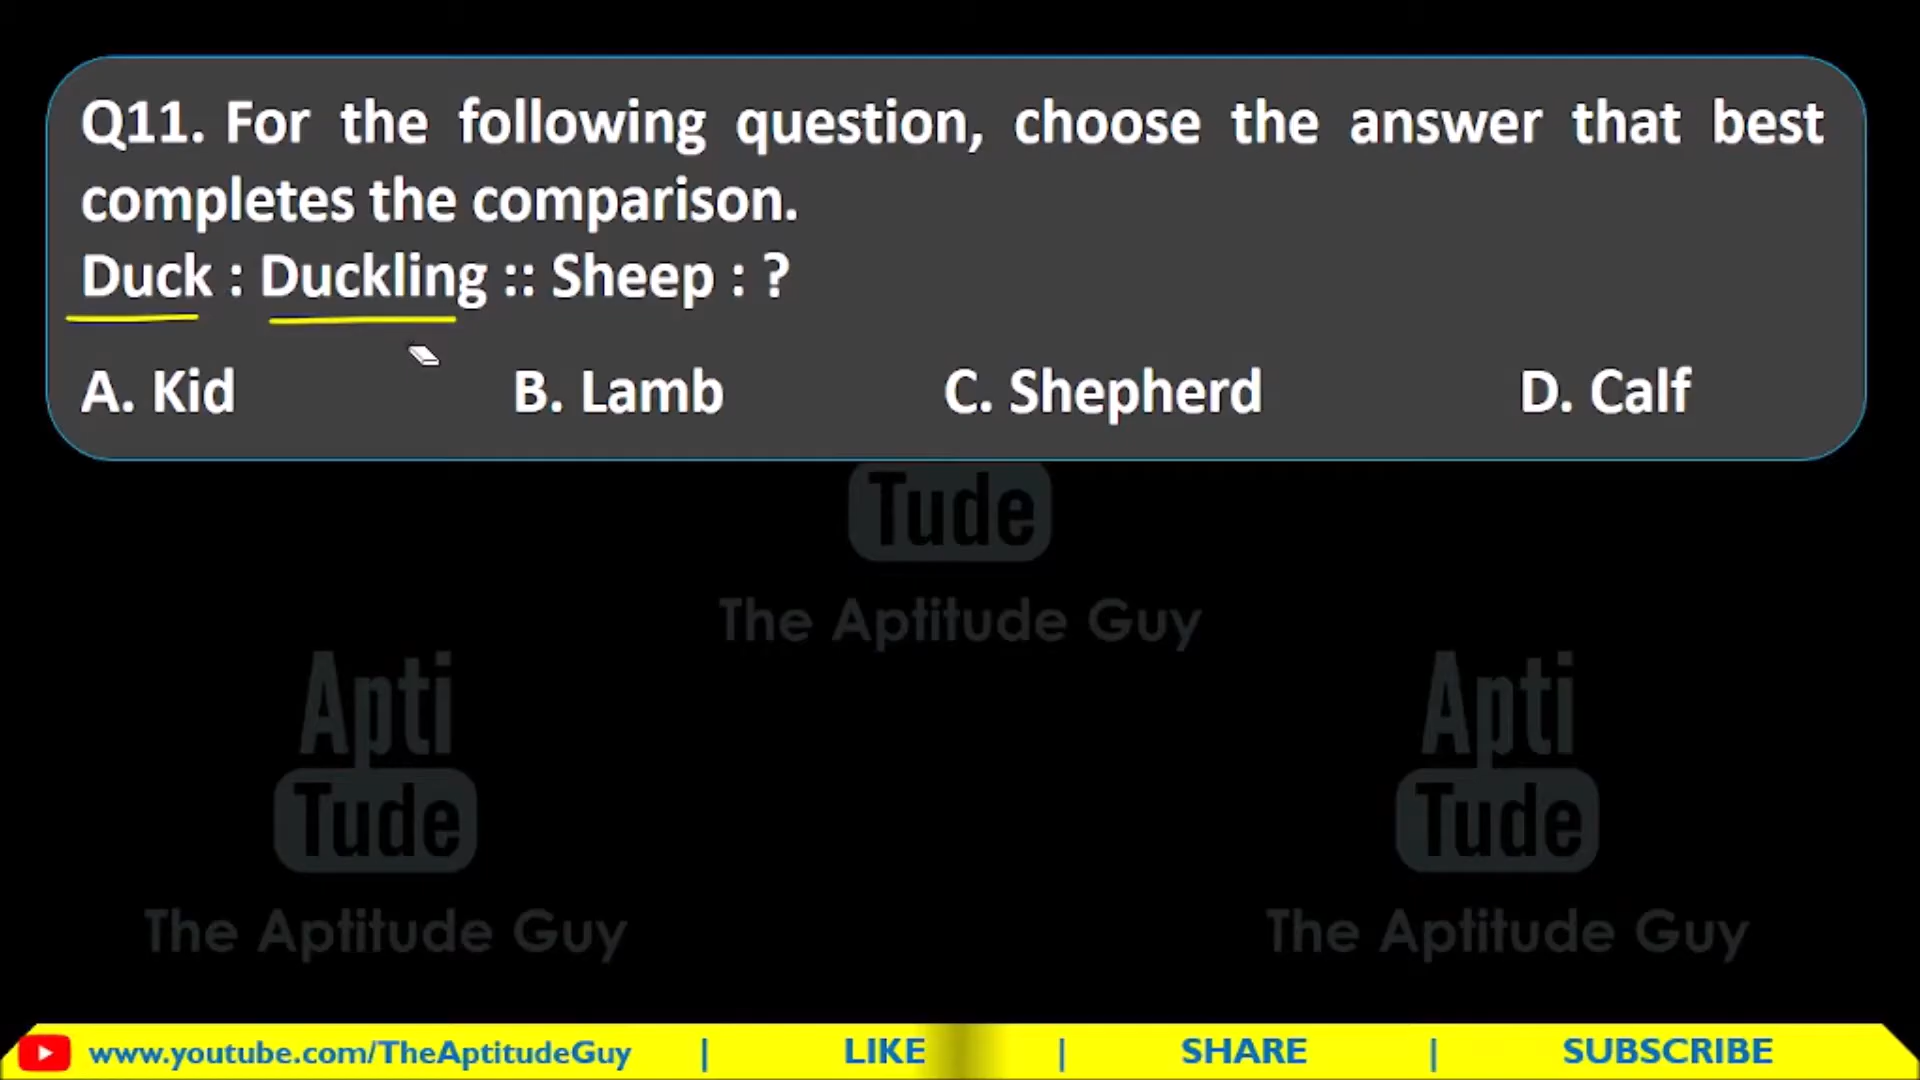 Q11. For the following question, choose the answer that best
completes the comparison.
Duck : Duckling :: Sheep : ?
A. Kid B. Lamb C. Shepherd D. Calf
Tude
The Aptitude Guy
Apti
Tude
The Aptitude Guy
Apti
Tude
The Aptitude Guy
www.youtube.com/TheAptitudeGuy | LIKE | SHARE | SUBSCRIBE